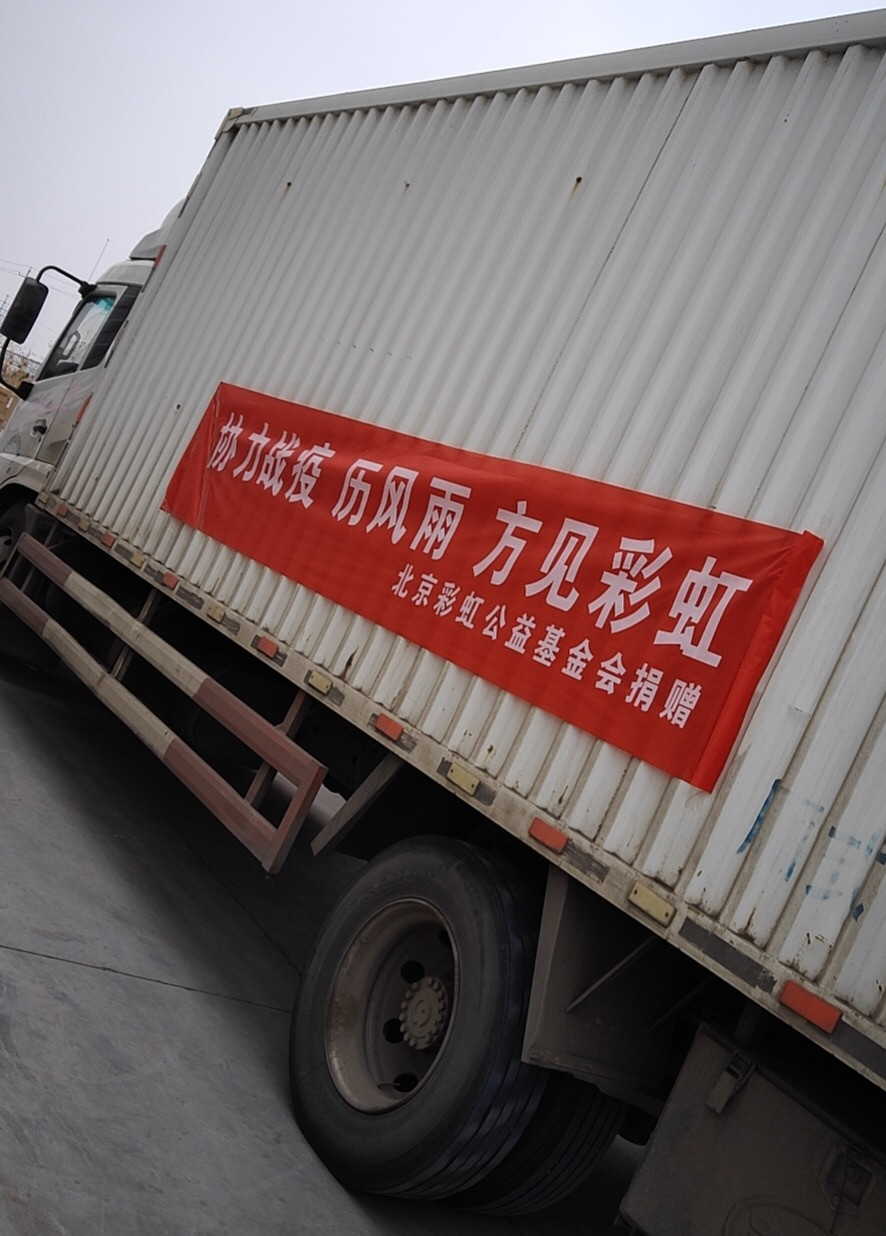 协力战疫 历风雨 方见彩虹
北京彩虹公益基金会捐赠